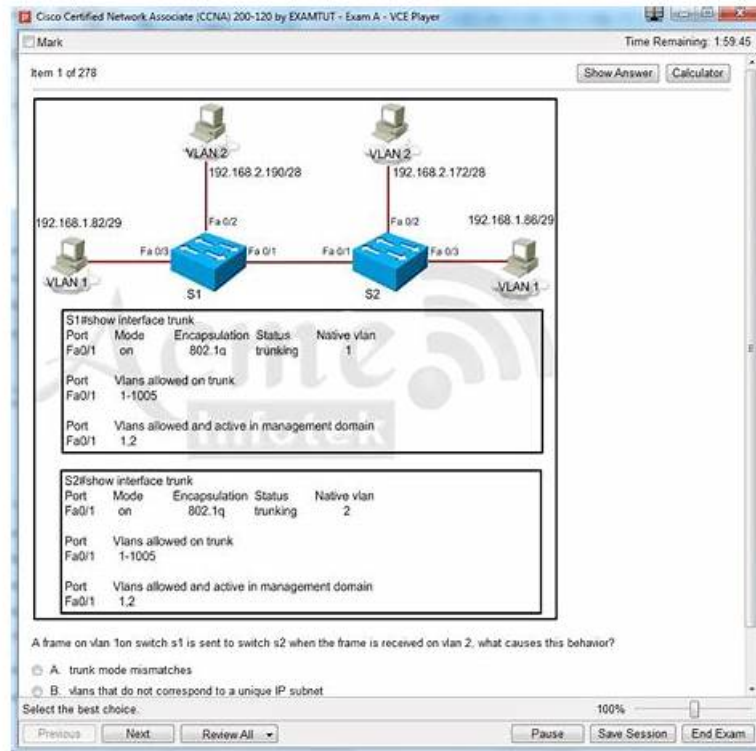 Cisco Certified Network Associate (CCNA) 200-120 by EXAMTUT - Exam A - VCE Player
Mark
Time Remaining: 1:59:45
Item 1 of 278
Show Answer
Calculator
VLAN 2
VLAN 2
192.168.2.190/28
192.168.2.172/28
192.168.1.82/29
Fa 0/2
Fa 0/2
192.168.1.86/29
Fa 0/3
Fa 0/1
Fa 0/1
Fa 0/3
VLAN 1
S1
S2
VLAN 1
Acme
Infotek
S1#show interface trunk
Port Mode Encapsulation Status Native vlan
Fa0/1 on 802.1q trunking 1
Port Vlans allowed on trunk
Fa0/1 1-1005
Port Vlans allowed and active in management domain
Fa0/1 1,2
S2#show interface trunk
Port Mode Encapsulation Status Native vlan
Fa0/1 on 802.1q trunking 2
Port Vlans allowed on trunk
Fa0/1 1-1005
Port Vlans allowed and active in management domain
Fa0/1 1,2
A frame on vlan 1on switch s1 is sent to switch s2 when the frame is received on vlan 2, what causes this behavior?
A. trunk mode mismatches
B. vlans that do not correspond to a unique IP subnet
Select the best choice.
100%
Previous
Next
Review All
Pause
Save Session
End Exam